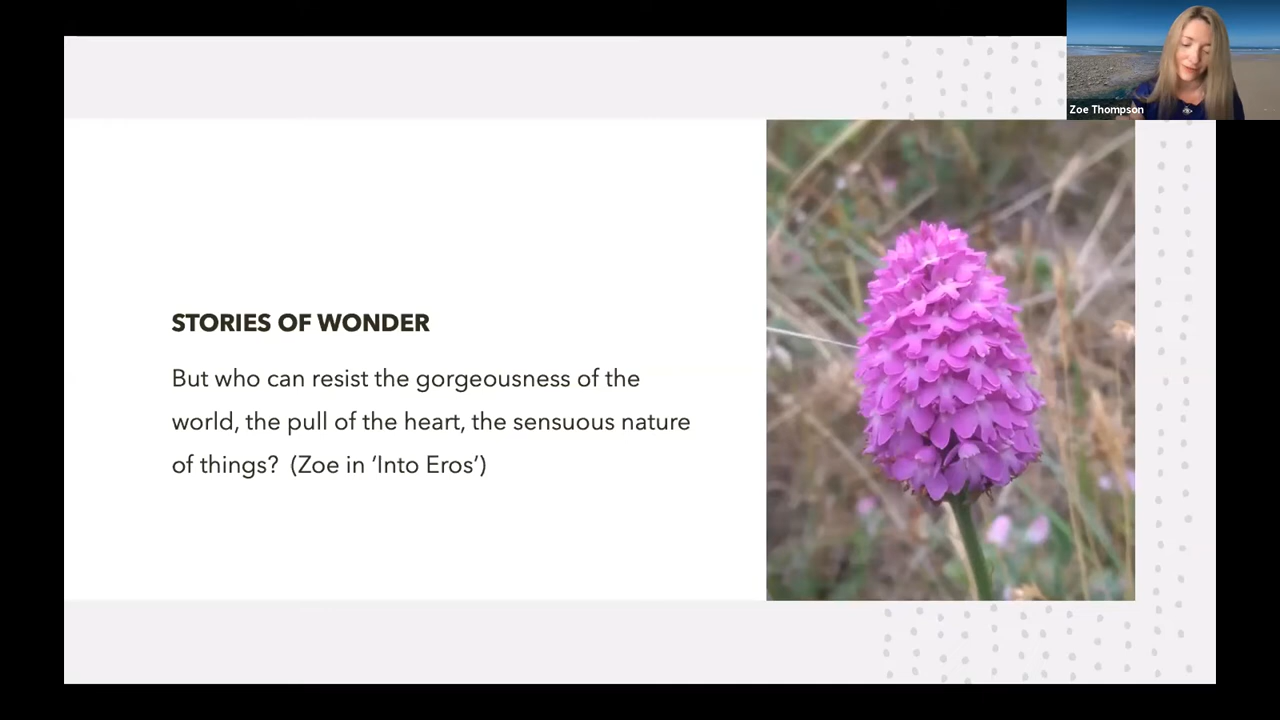 Zoe Thompson
STORIES OF WONDER
But who can resist the gorgeousness of the
world, the pull of the heart, the sensuous nature
of things?  (Zoe in ‘Into Eros’)